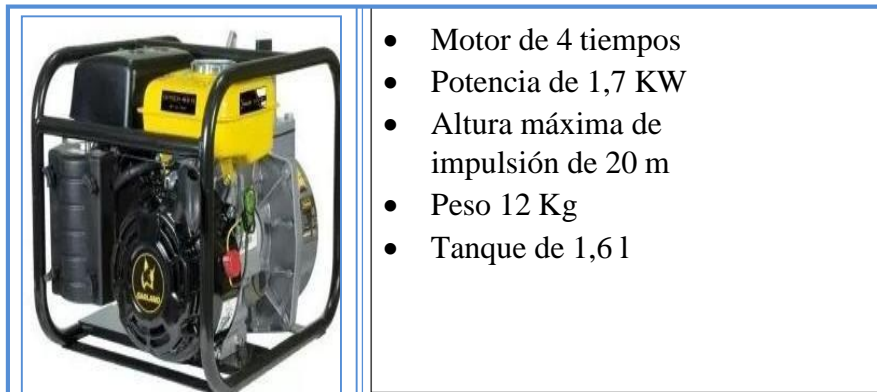 • Motor de 4 tiempos
• Potencia de 1,7 KW
• Altura máxima de
impulsión de 20 m
• Peso 12 Kg
• Tanque de 1,6 l
GARLAND